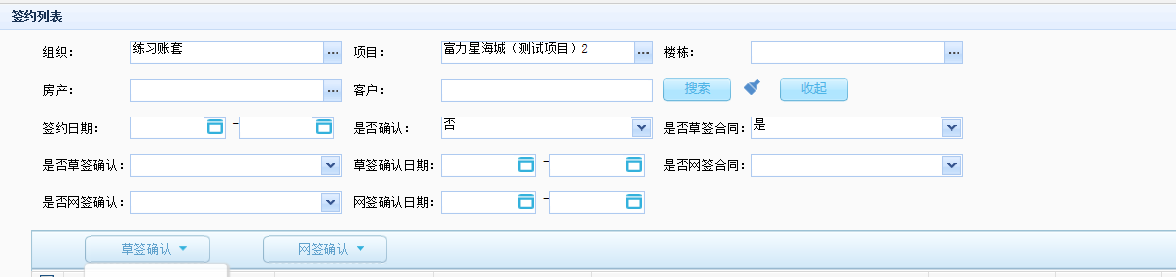 签约列表
组织： 练习账套 ... 项目： 富力星海城（测试项目）2 ... 楼栋： ...
房产： ... 客户： 搜索 收起
签约日期： - 是否确认： 否 是否草签合同： 是
是否草签确认： 草签确认日期： - 是否网签合同：
是否网签确认： 网签确认日期： -
草签确认 网签确认